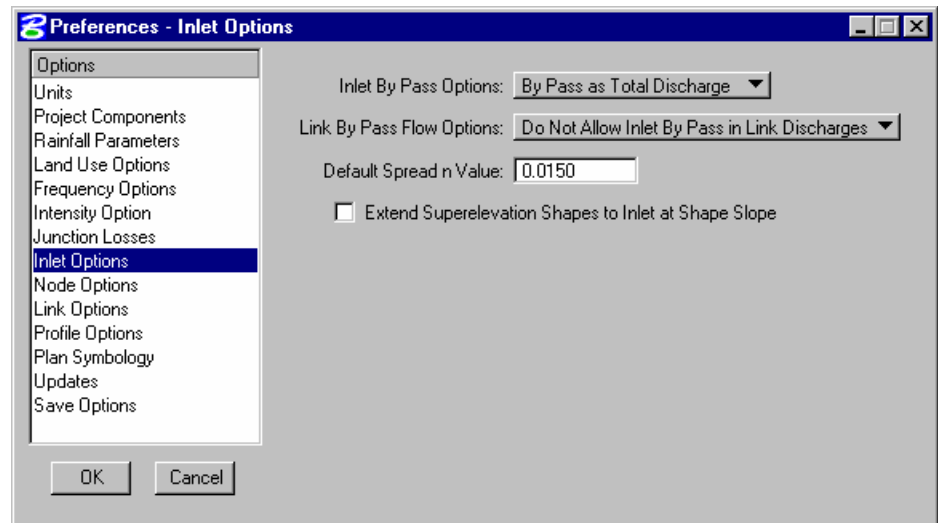 Preferences - Inlet Options
Options
Units
Project Components
Rainfall Parameters
Land Use Options
Frequency Options
Intensity Option
Junction Losses
Inlet Options
Node Options
Link Options
Profile Options
Plan Symbology
Updates
Save Options
OK Cancel
Inlet By Pass Options: By Pass as Total Discharge
Link By Pass Flow Options: Do Not Allow Inlet By Pass in Link Discharges
Default Spread n Value: 0.0150
Extend Superelevation Shapes to Inlet at Shape Slope